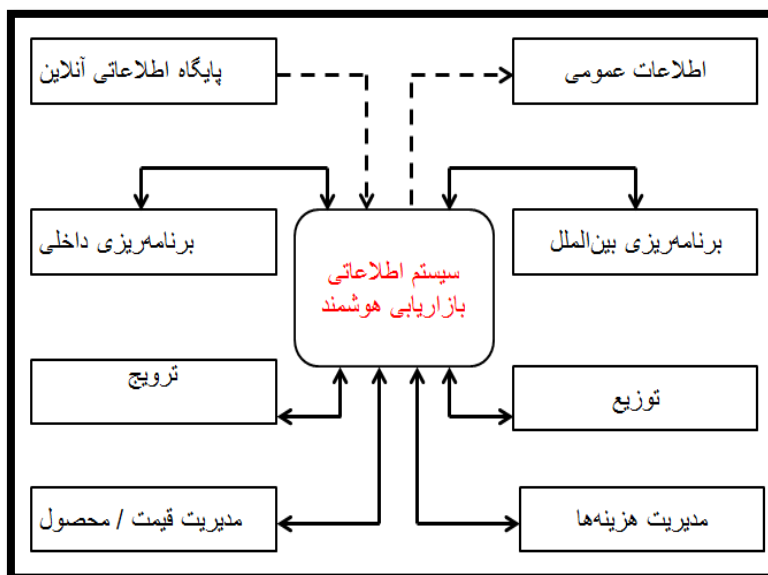 اطلاعات عمومی
پایگاه اطلاعاتی آنلاین
برنامه‌ریزی بین‌الملل
برنامه‌ریزی داخلی
سیستم اطلاعاتی
بازاریابی هوشمند
توزیع
ترویج
مدیریت هزینه‌ها
مدیریت قیمت / محصول